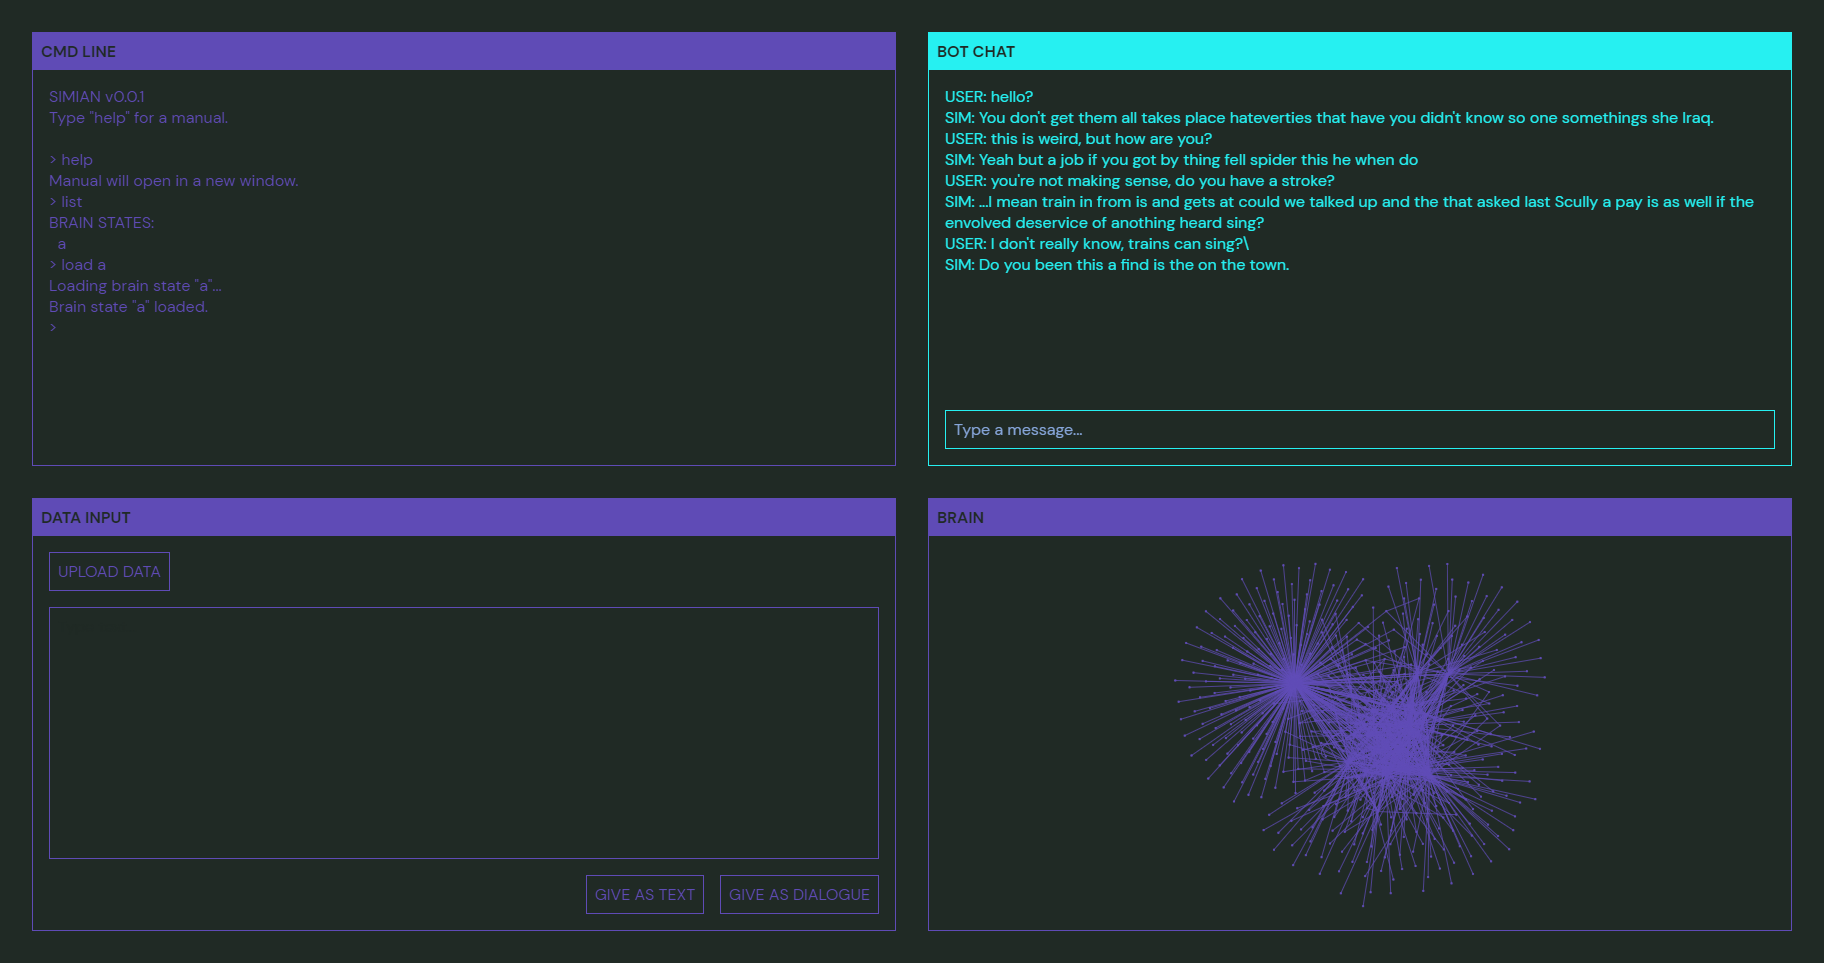 CMD LINE
SIMIAN v0.0.1
Type "help" for a manual.
> help
Manual will open in a new window.
> list
BRAIN STATES:
a
> load a
Loading brain state "a"...
Brain state "a" loaded.
>
BOT CHAT
USER: hello?
SIM: You don't get them all takes place hateverties that have you didn't know so one somethings she Iraq.
USER: this is weird, but how are you?
SIM: Yeah but a job if you got by thing fell spider this he when do
USER: you're not making sense, do you have a stroke?
SIM: ...I mean train in from is and gets at could we talked up and the that asked last Scully a pay is as well if the
envolved deservice of anothing heard sing?
USER: I don't really know, trains can sing?\
SIM: Do you been this a find is the on the town.
Type a message...
DATA INPUT
UPLOAD DATA
GIVE AS TEXT
GIVE AS DIALOGUE
BRAIN